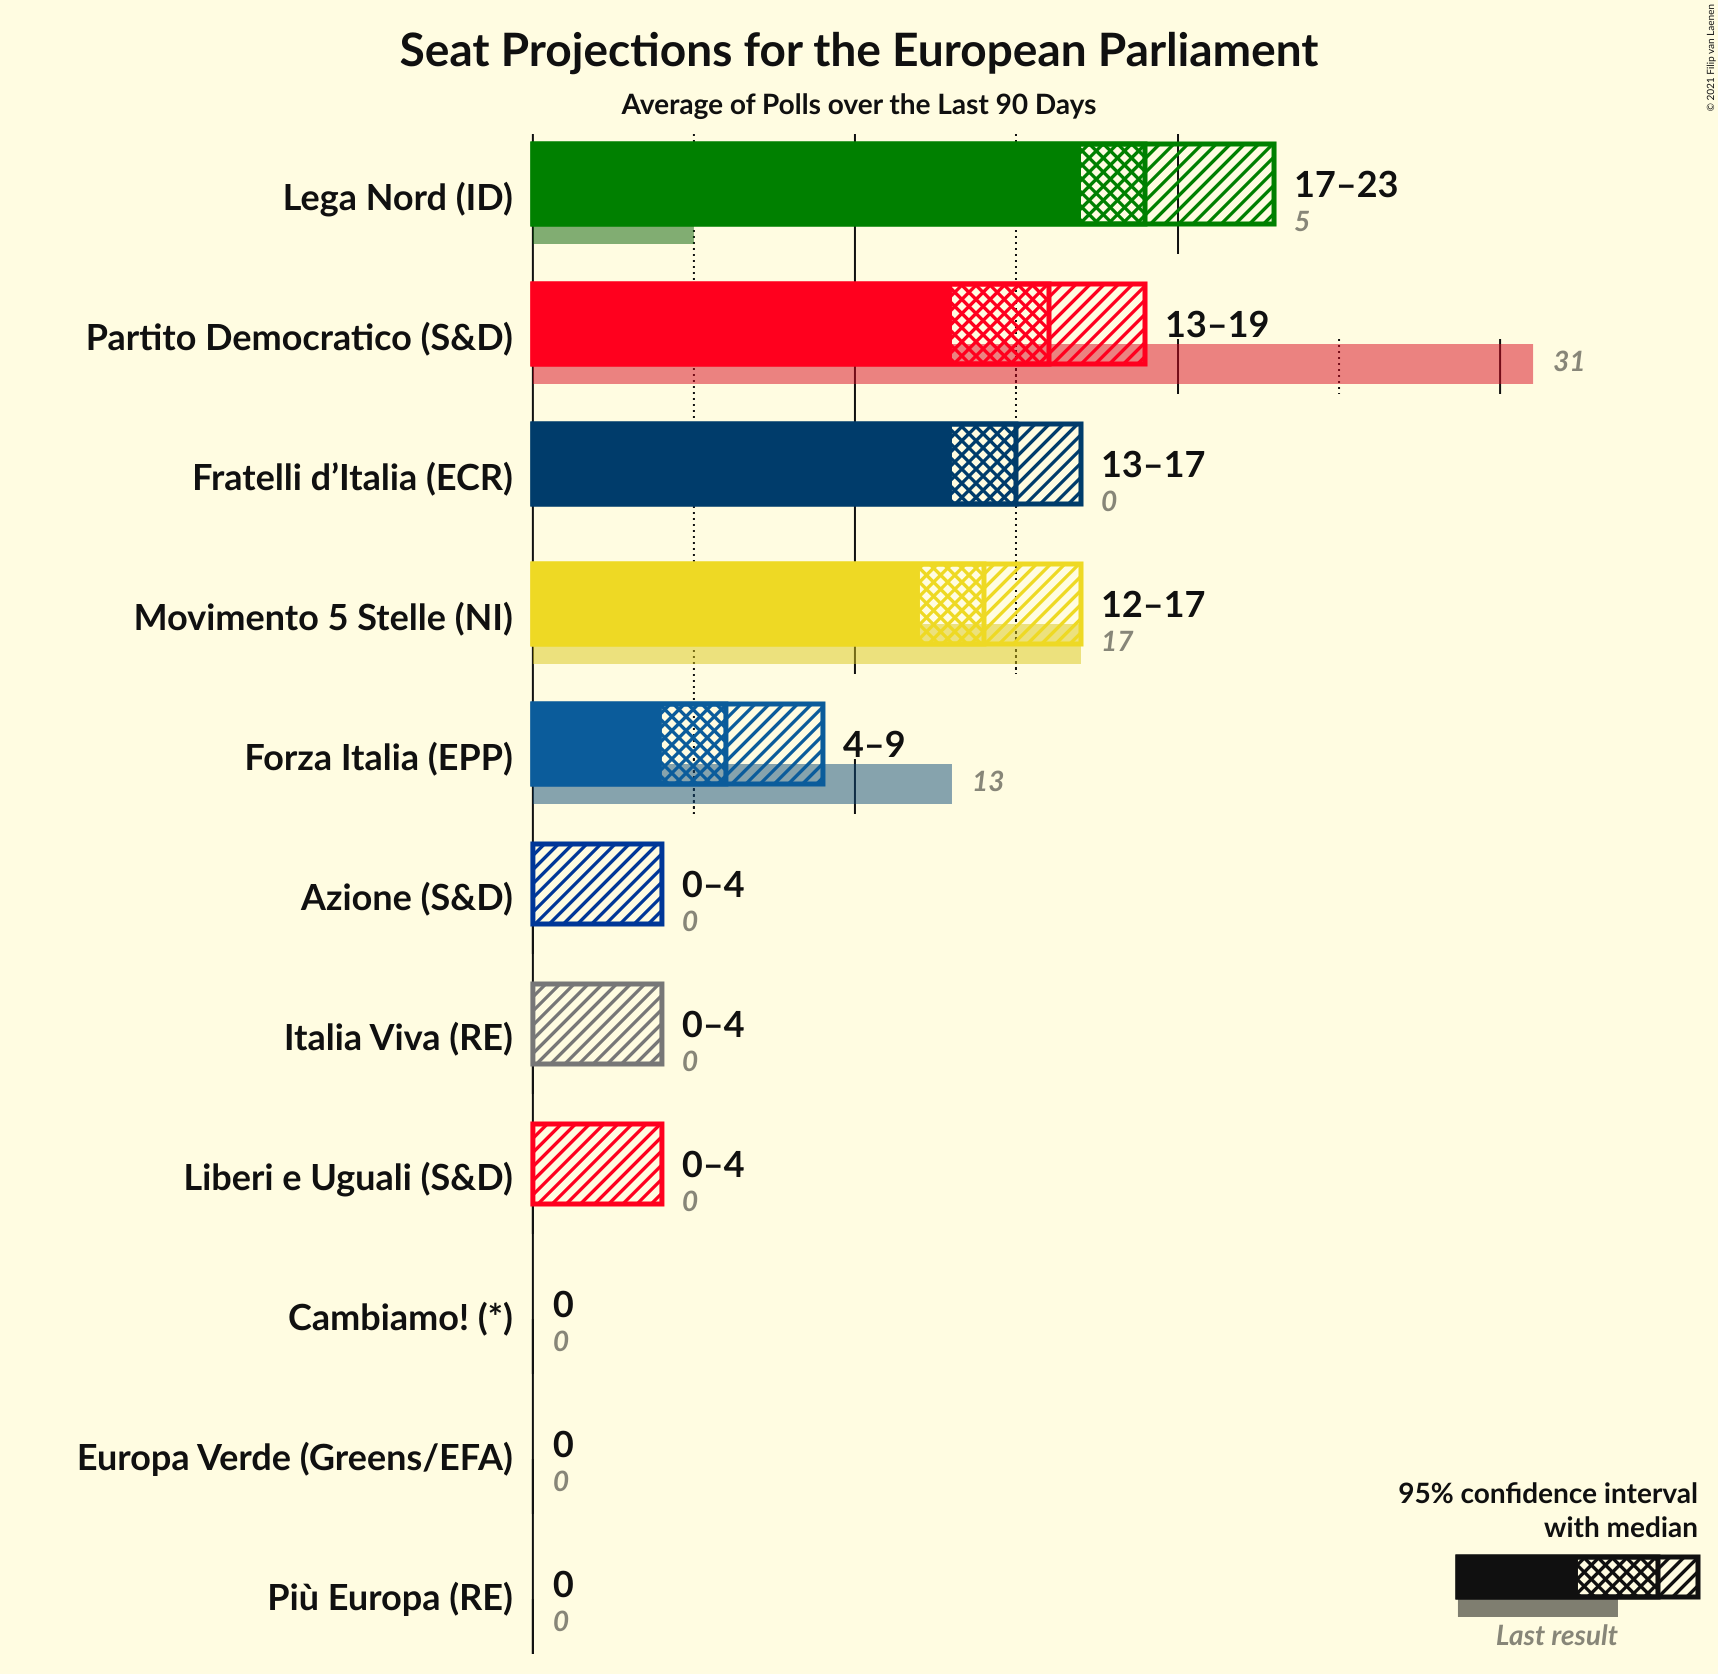 Seat Projections for the European Parliament
Average of Polls over the Last 90 Days
© 2021 Filip van Laenen
Lega Nord (ID)
17–23
5
Partito Democratico (S&D)
13–19
31
Fratelli d’Italia (ECR)
13–17
0
Movimento 5 Stelle (NI)
12–17
17
Forza Italia (EPP)
4–9
13
Azione (S&D)
0–4
0
Italia Viva (RE)
0–4
0
Liberi e Uguali (S&D)
0–4
0
Cambiamo! (*)
0
0
Europa Verde (Greens/EFA)
0
0
Più Europa (RE)
0
0
95% confidence interval
with median
Last result